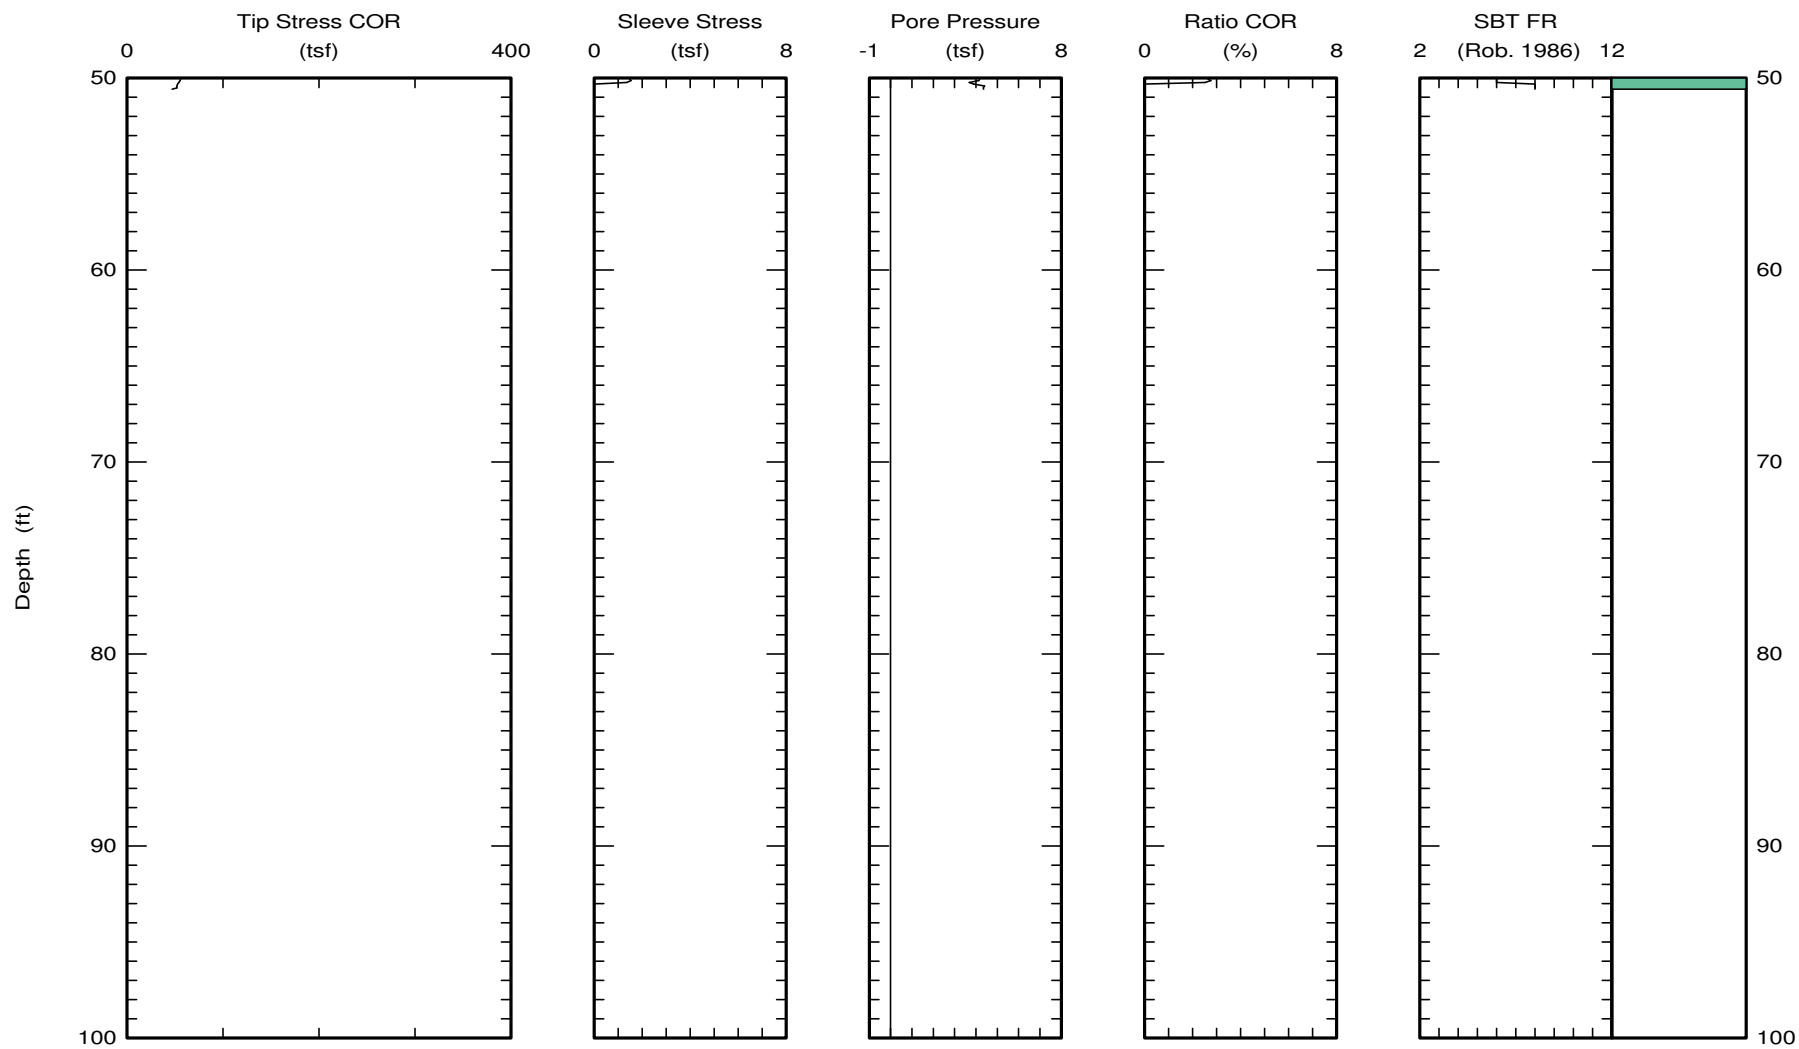 Tip Stress COR Sleeve Stress Pore Pressure Ratio COR SBT FR
0 (tsf) 400 0 (tsf) 8 -1 (tsf) 8 0 (%) 8 2 (Rob. 1986) 12
50 50
60 60
70 70
Depth (ft)
80 80
90 90
100 100